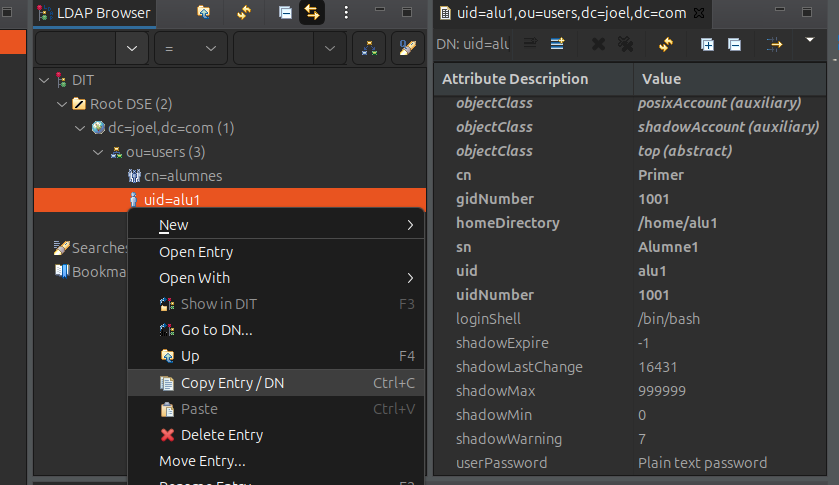 LDAP Browser
=
DIT
Root DSE (2)
dc=joel,dc=com (1)
ou=users (3)
cn=alumnes
uid=alu1
Searches
Bookma
New
Open Entry
Open With
Show in DIT F3
Go to DN...
Up F4
Copy Entry / DN Ctrl+C
Paste Ctrl+V
Delete Entry
Move Entry...
uid=alu1,ou=users,dc=joel,dc=com
DN: uid=alu
Attribute Description Value
objectClass posixAccount (auxiliary)
objectClass shadowAccount (auxiliary)
objectClass top (abstract)
cn Primer
gidNumber 1001
homeDirectory /home/alu1
sn Alumne1
uid alu1
uidNumber 1001
loginShell /bin/bash
shadowExpire -1
shadowLastChange 16431
shadowMax 999999
shadowMin 0
shadowWarning 7
userPassword Plain text password